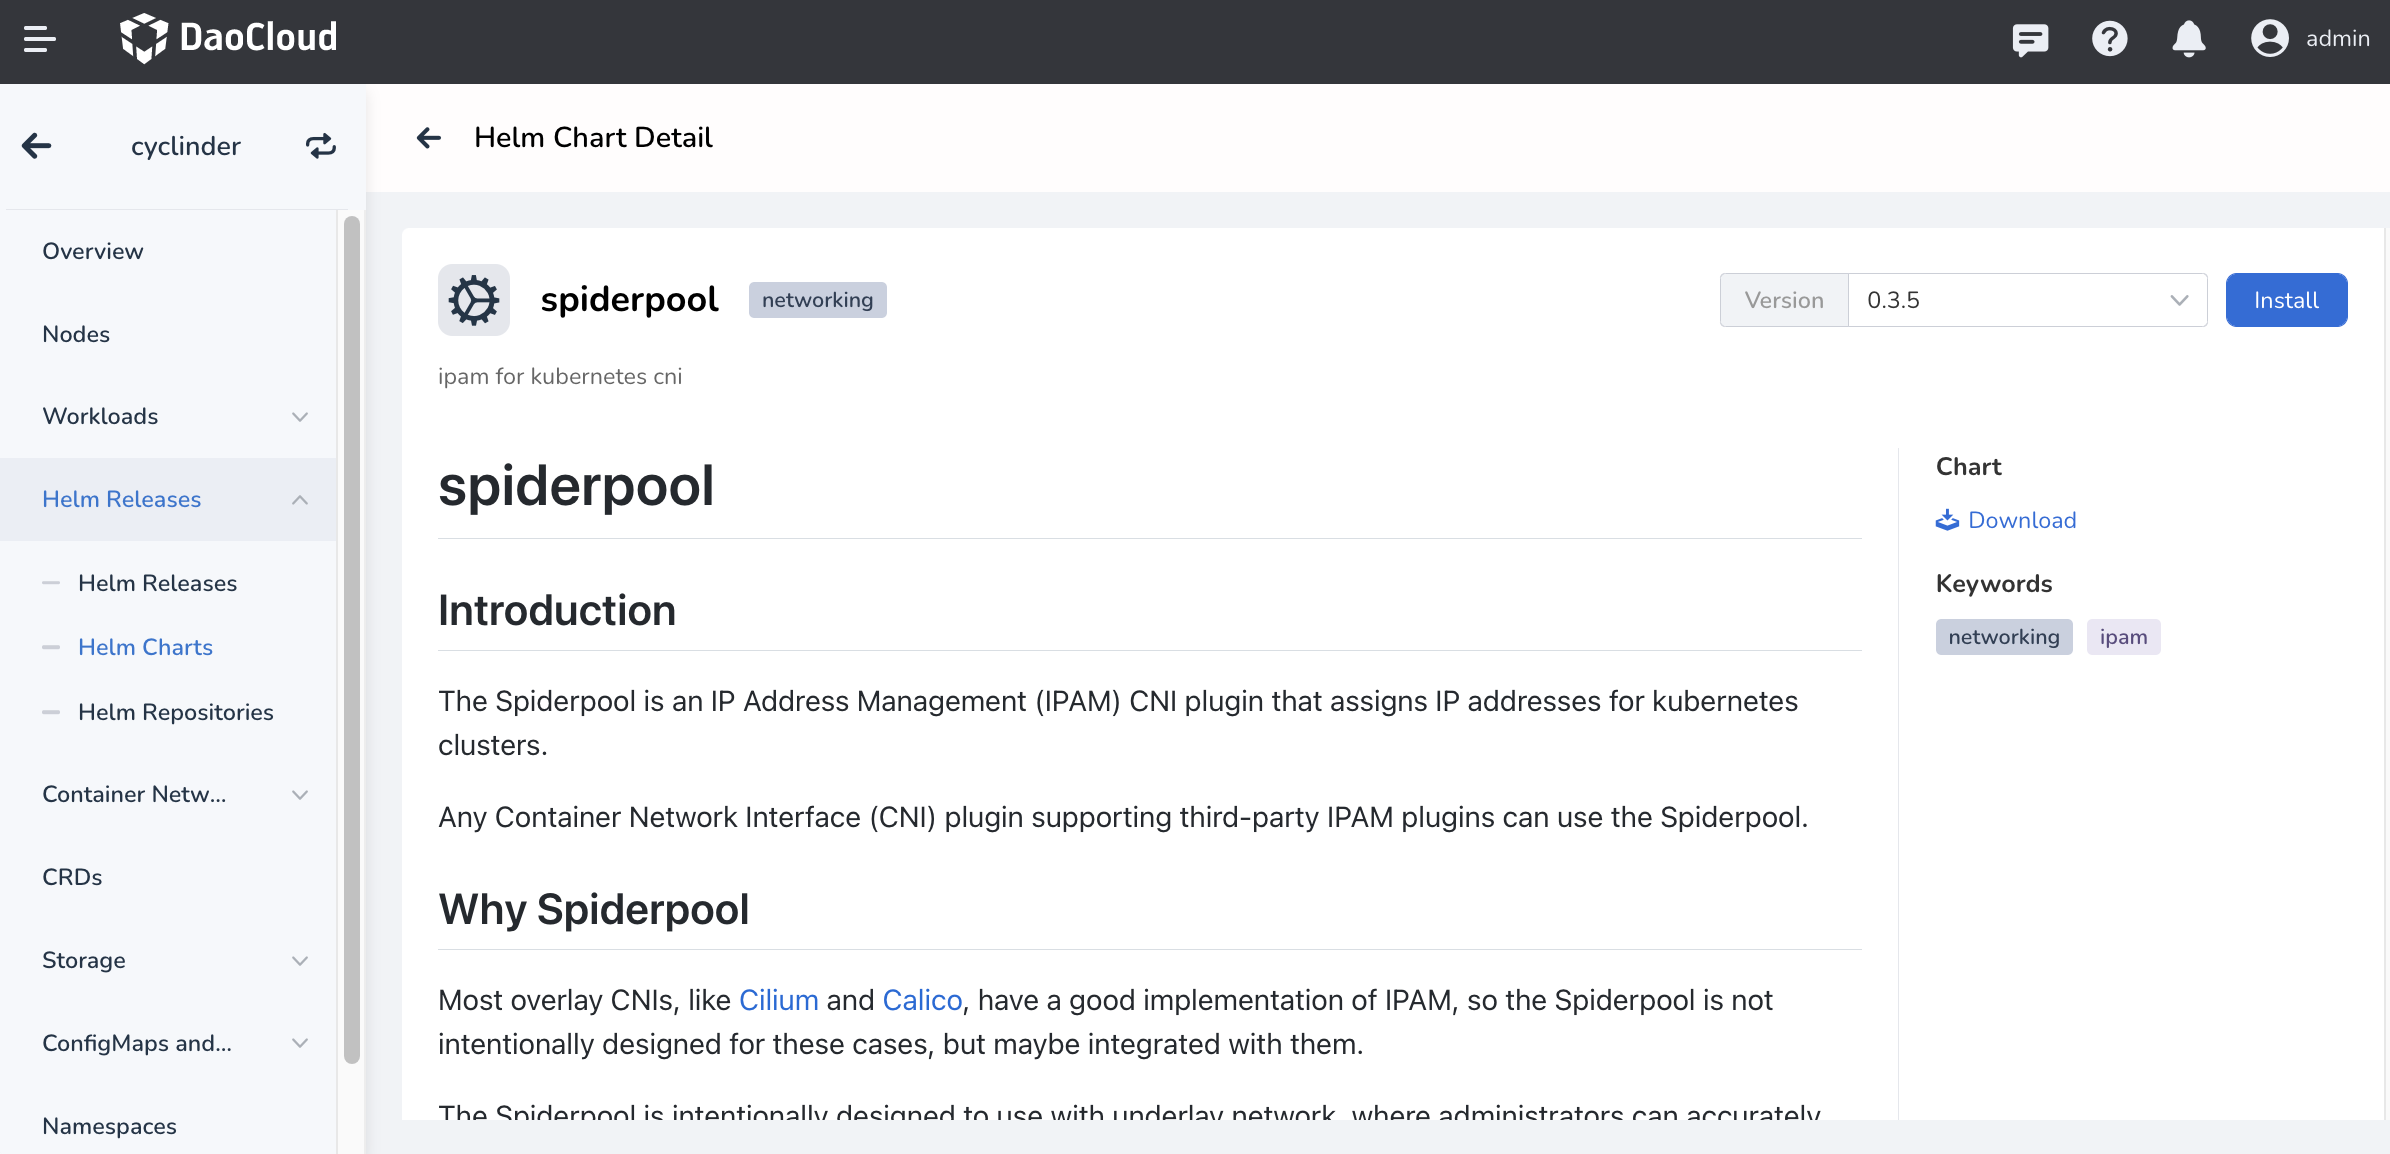 DaoCloud
admin
cyclinder
Overview
Nodes
Workloads
Helm Releases
Helm Releases
Helm Charts
Helm Repositories
Container Netw...
CRDs
Storage
ConfigMaps and...
Namespaces
Helm Chart Detail
spiderpool networking
Version 0.3.5 Install
ipam for kubernetes cni
spiderpool
Introduction
The Spiderpool is an IP Address Management (IPAM) CNI plugin that assigns IP addresses for kubernetes
clusters.
Any Container Network Interface (CNI) plugin supporting third-party IPAM plugins can use the Spiderpool.
Why Spiderpool
Most overlay CNIs, like Cilium and Calico, have a good implementation of IPAM, so the Spiderpool is not
intentionally designed for these cases, but maybe integrated with them.
The Spiderpool is intentionally designed to use with underlay network, where administrators can accurately
Chart
Download
Keywords
networking ipam